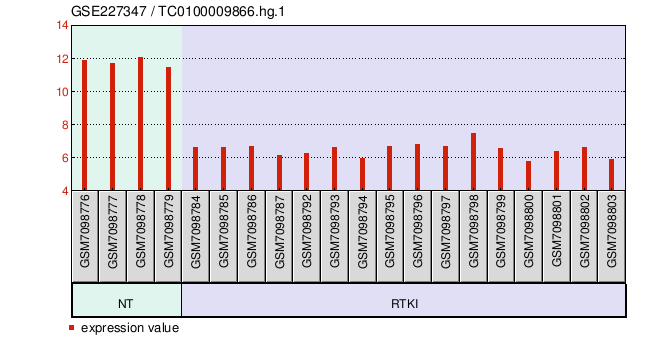 GSE227347 / TC0100009866.hg.1
14
12
10
8
6
4
GSM7098776
GSM7098777
GSM7098778
GSM7098779
GSM7098784
GSM7098785
GSM7098786
GSM7098787
GSM7098792
GSM7098793
GSM7098794
GSM7098795
GSM7098796
GSM7098797
GSM7098798
GSM7098799
GSM7098800
GSM7098801
GSM7098802
GSM7098803
NT
RTKI
expression value